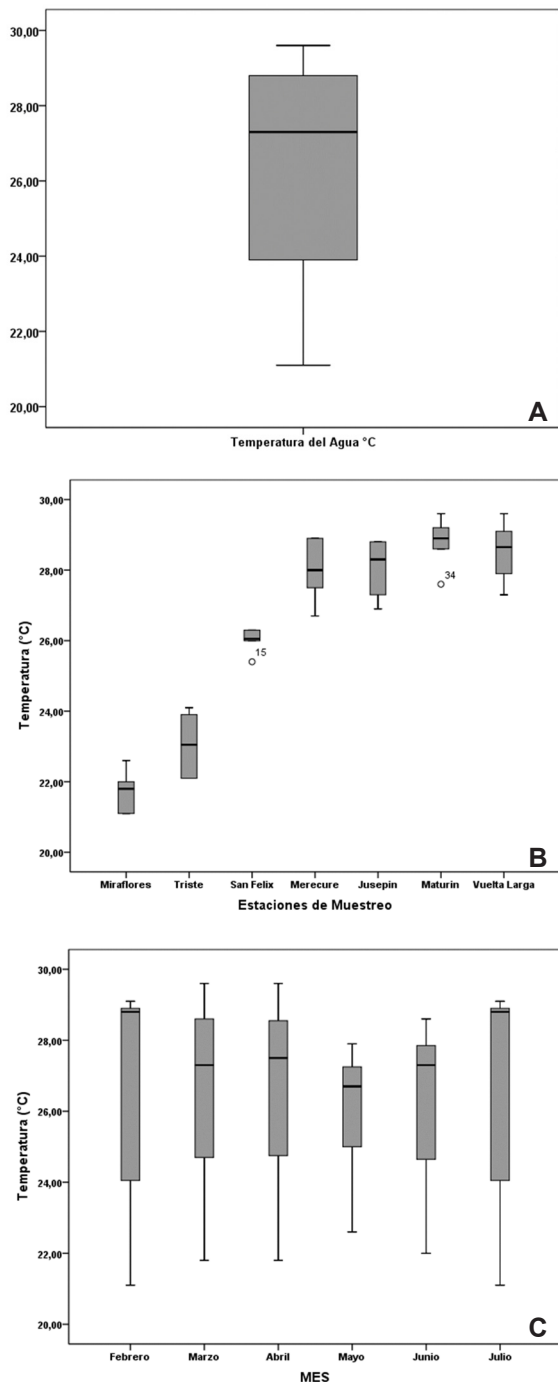 30,00
28,00
26,00
24,00
22,00
20,00
A
Temperatura del Agua °C
30,00
28,00
26,00
24,00
22,00
20,00
Temperatura (°C)
15
34
B
Miraflores Triste San Felix Merecure Jusepin Maturin Vuelta Larga
Estaciones de Muestreo
30,00
28,00
26,00
24,00
22,00
20,00
Temperatura (°C)
C
Febrero Marzo Abril Mayo Junio Julio
MES